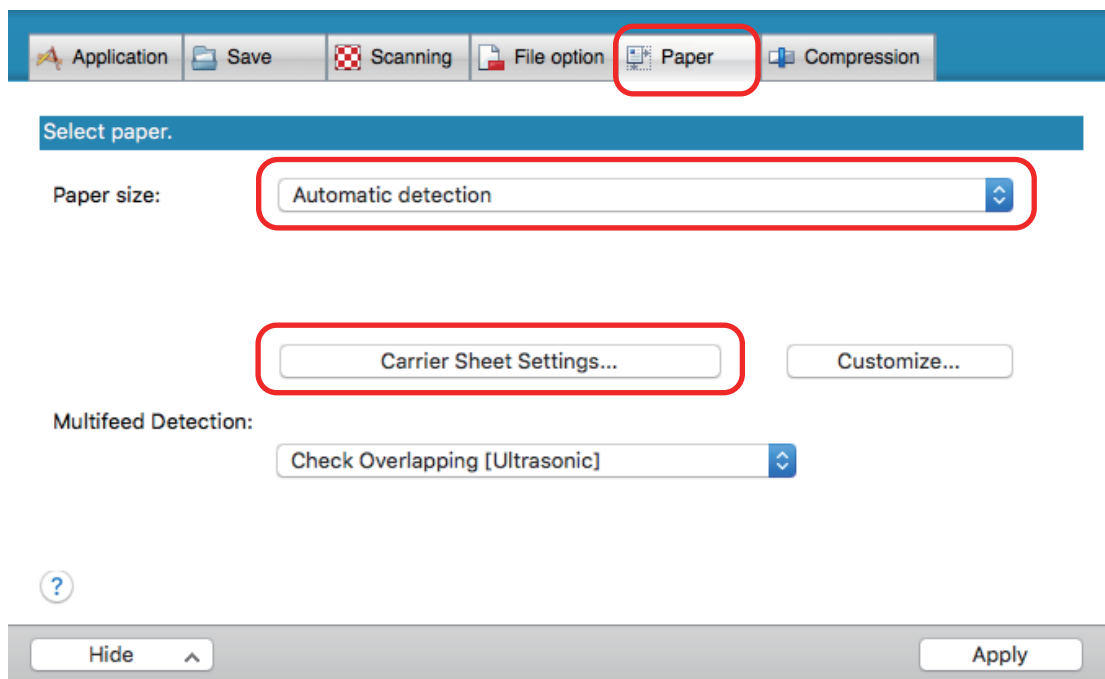 Application Save Scanning File option Paper Compression
Select paper.
Paper size: Automatic detection
Carrier Sheet Settings... Customize...
Multifeed Detection:
Check Overlapping [Ultrasonic]
?
Hide Apply